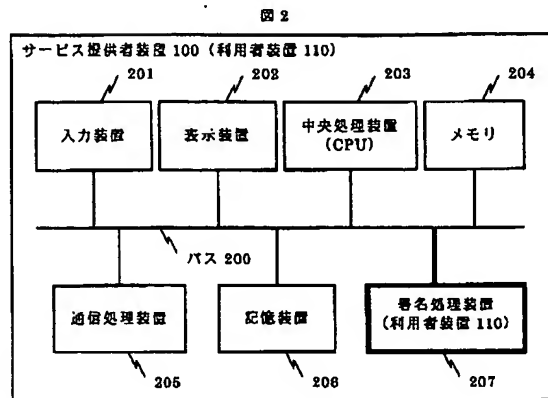 図2
サービス提供者装置 100 (利用者装置 110)
201
202
203
204
入力装置
表示装置
中央処理装置
(CPU)
メモリ
バス 200
通信処理装置
記憶装置
署名処理装置
(利用者装置 110)
205
206
207